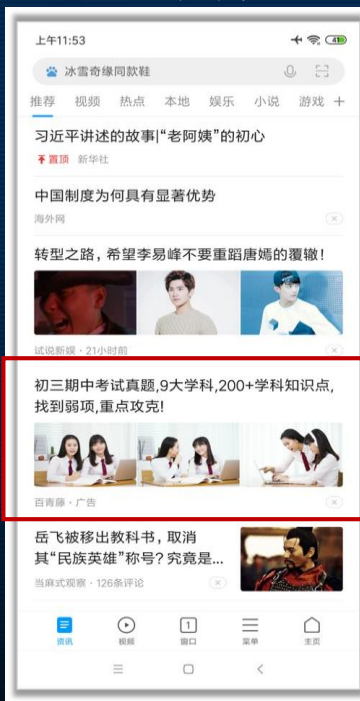 上午11:53
41
冰雪奇缘同款鞋
推荐 视频 热点 本地 娱乐 小说 游戏 +
习近平讲述的故事|“老阿姨”的初心
置顶 新华社
中国制度为何具有显著优势
海外网
转型之路，希望李易峰不要重蹈唐嫣的覆辙！
试说新娱·21小时前
初三期中考试真题,9大学科,200+学科知识点,
找到弱项,重点攻克!
百青藤·广告
岳飞被移出教科书，取消
其“民族英雄”称号？究竟是...
当麻式观察·126条评论
资讯 视频 1 窗口 菜单 主页